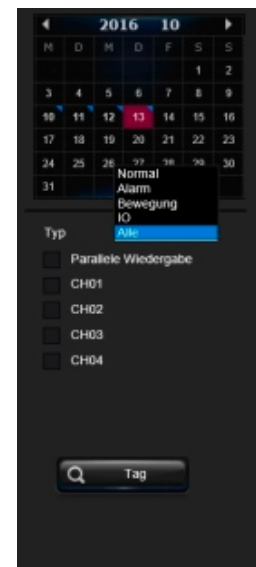 2016 10
M D M D F S S
1 2
3 4 5 6 7 8 9
10 11 12 13 14 15 16
17 18 19 20 21 22 23
24 25 26 27 28 29 30
31
Normal
Alarm
Bewegung
IO
Typ Alle
Parallele Wiedergabe
CH01
CH02
CH03
CH04
Tag